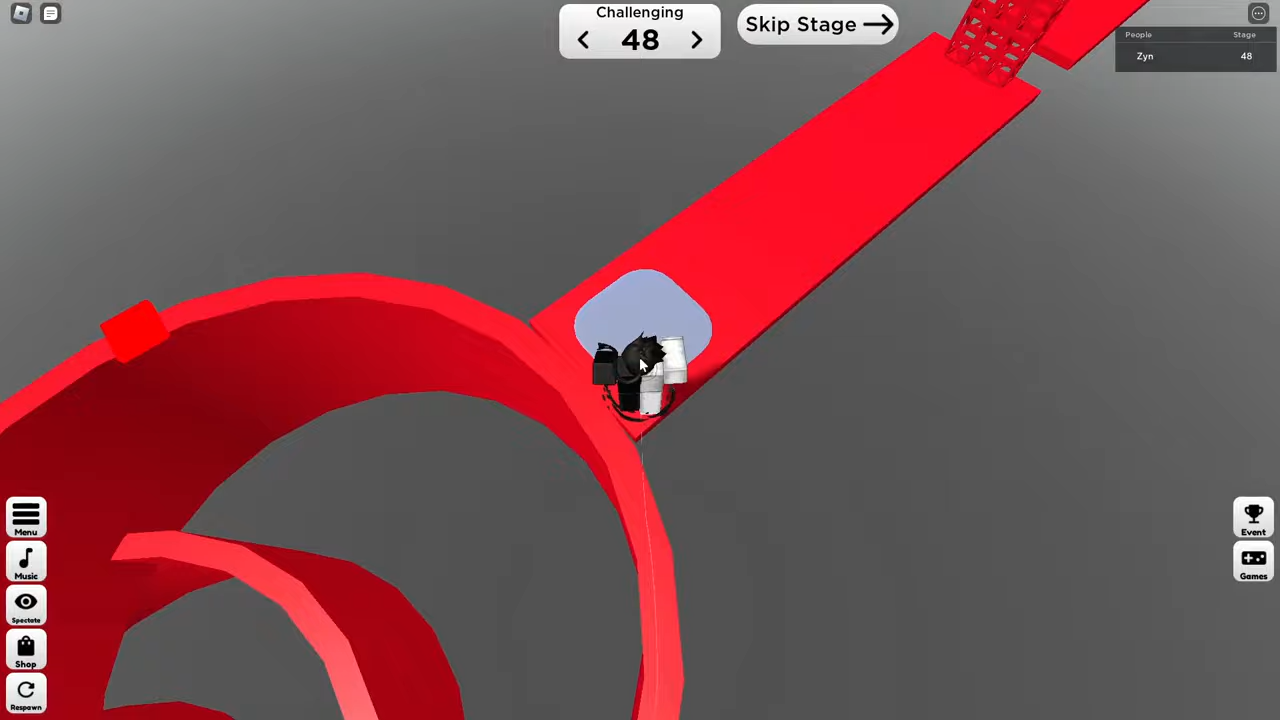 Challenging
< 48 >
Skip Stage →
People Stage
Zyn 48
Menu
Music
Spectate
Shop
Respawn
Event
Games